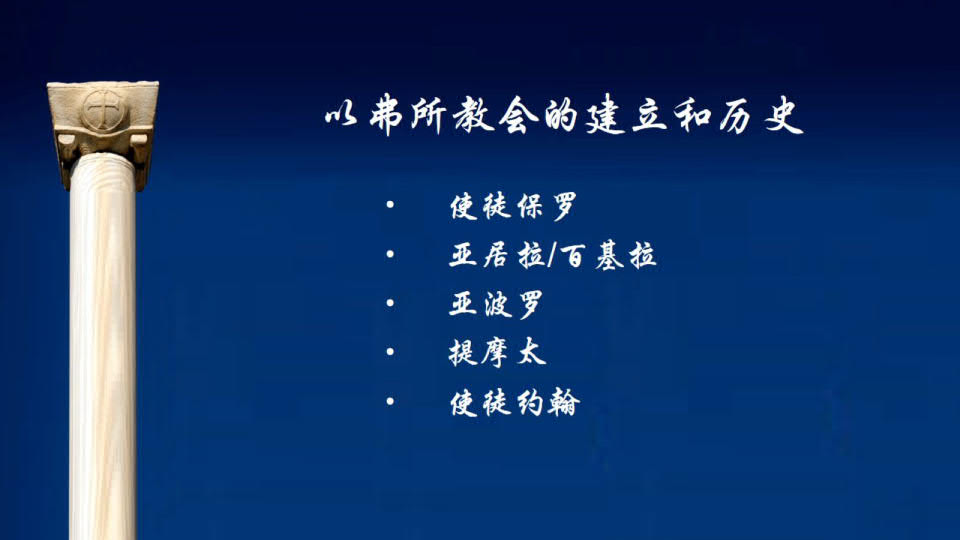 以弗所教会的建立和历史
• 使徒保罗
• 亚居拉/百基拉
• 亚波罗
• 提摩太
• 使徒约翰